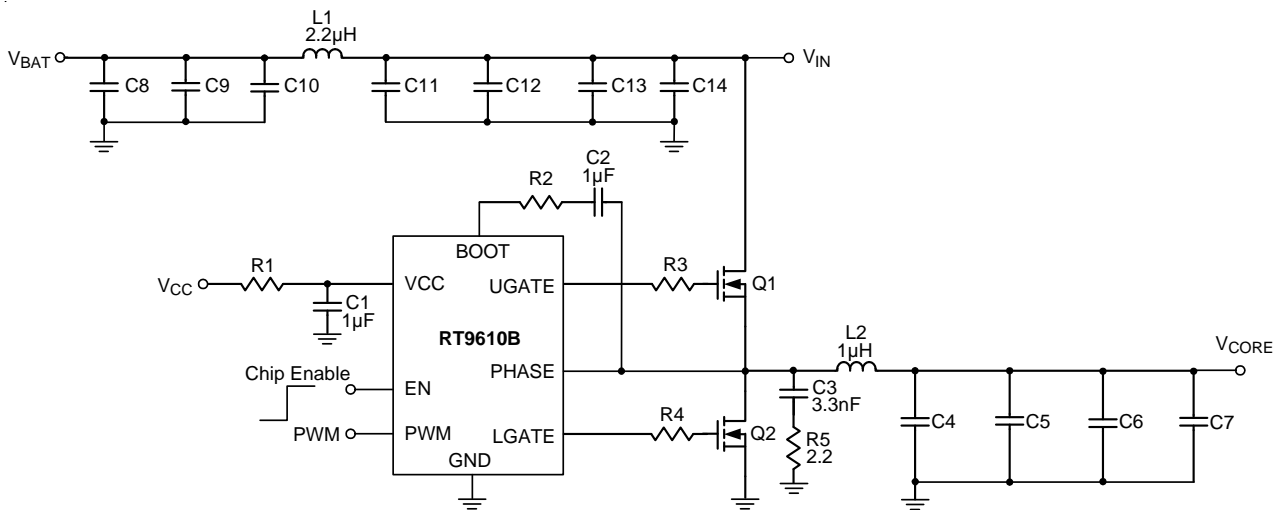 L1
2.2µH
VBAT
VIN
C8
C9
C10
C11
C12
C13
C14
C2
1µF
R2
BOOT
R1
VCC
VCC
C1
1µF
UGATE
R3
Q1
RT9610B
L2
1µH
VCORE
PHASE
Chip Enable
EN
C3
3.3nF
C4
C5
C6
C7
PWM
PWM
LGATE
R4
Q2
R5
2.2
GND